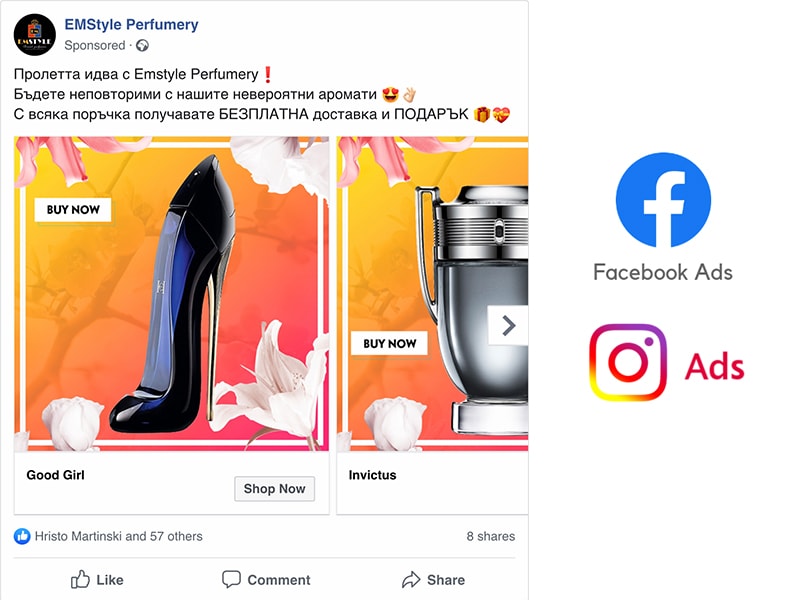 EMStyle Perfumery
EMSTYLE
Sponsored ·
Пролетта идва с Emstyle Perfumery❗
Бъдете неповторими с нашите невероятни аромати 😍👌🏻
С всяка поръчка получавате БЕЗПЛАТНА доставка и ПОДАРЪК 🎁💝
BUY NOW
BUY NOW
Good Girl
Shop Now
Invictus
Hristo Martinski and 57 others
8 shares
Like
Comment
Share
Facebook Ads
Ads